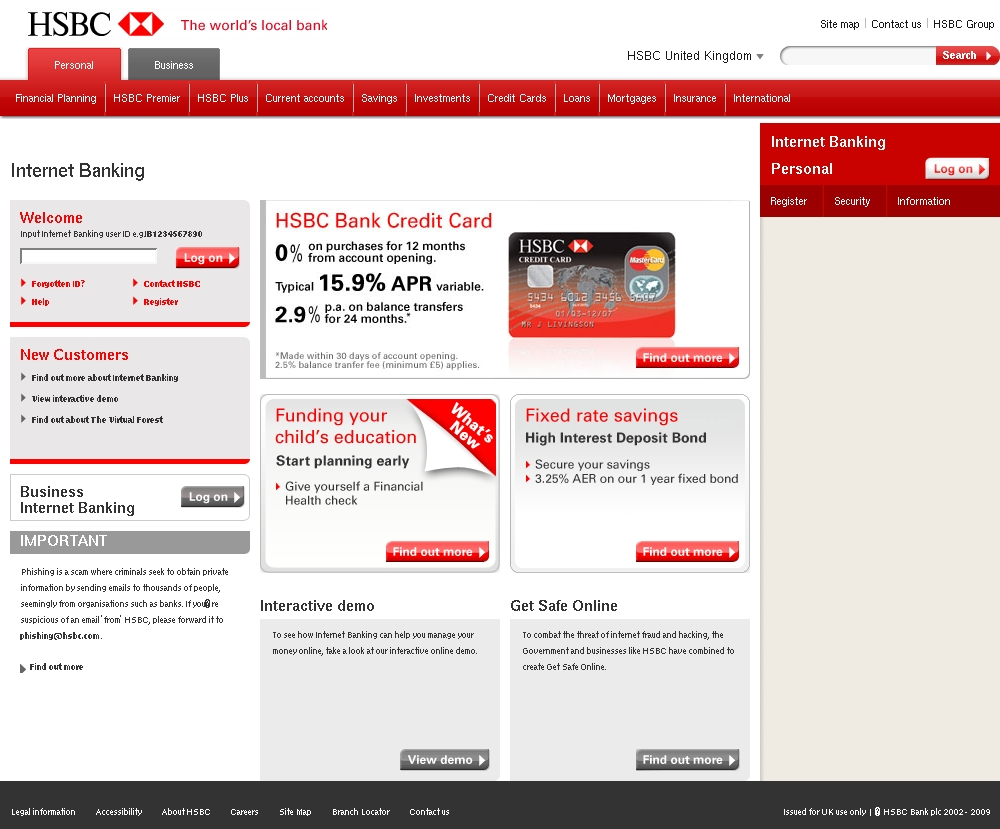 HSBC The world's local bank
Site map Contact us HSBC Group
Personal Business
HSBC United Kingdom Search
Financial Planning HSBC Premier HSBC Plus Current accounts Savings Investments Credit Cards Loans Mortgages Insurance International
Internet Banking
Personal
Log on
Register Security Information
Internet Banking
Welcome
Input Internet Banking user ID e.g.IB1234567890
Log on
Forgotten ID? Contact HSBC
Help Register
New Customers
Find out more about Internet Banking
View interactive demo
Find out about The Virtual Forest
Business
Internet Banking
Log on
IMPORTANT
Phishing is a scam where criminals seek to obtain private
information by sending emails to thousands of people,
seemingly from organisations such as banks. If you�re
suspicious of an email 'from' HSBC, please forward it to
phishing@hsbc.com.
Find out more
HSBC Bank Credit Card
0% on purchases for 12 months
from account opening.
Typical 15.9% APR variable.
2.9% p.a. on balance transfers
for 24 months.*
*Made within 30 days of account opening.
2.5% balance tranfer fee (minimum £5) applies.
HSBC
CREDIT CARD
MasterCard
5434 6012 3456
5434
01/03-12/07
MR J LIVINGSON
Find out more
Funding your
child's education
What's
New
Start planning early
Give yourself a Financial
Health check
Find out more
Fixed rate savings
High Interest Deposit Bond
Secure your savings
3.25% AER on our 1 year fixed bond
Find out more
Interactive demo
To see how Internet Banking can help you manage your
money online, take a look at our interactive online demo.
View demo
Get Safe Online
To combat the threat of internet fraud and hacking, the
Government and businesses like HSBC have combined to
create Get Safe Online.
Find out more
Legal information Accessibility About HSBC Careers Site Map Branch Locator Contact us
Issued for UK use only | � HSBC Bank plc 2002 - 2009